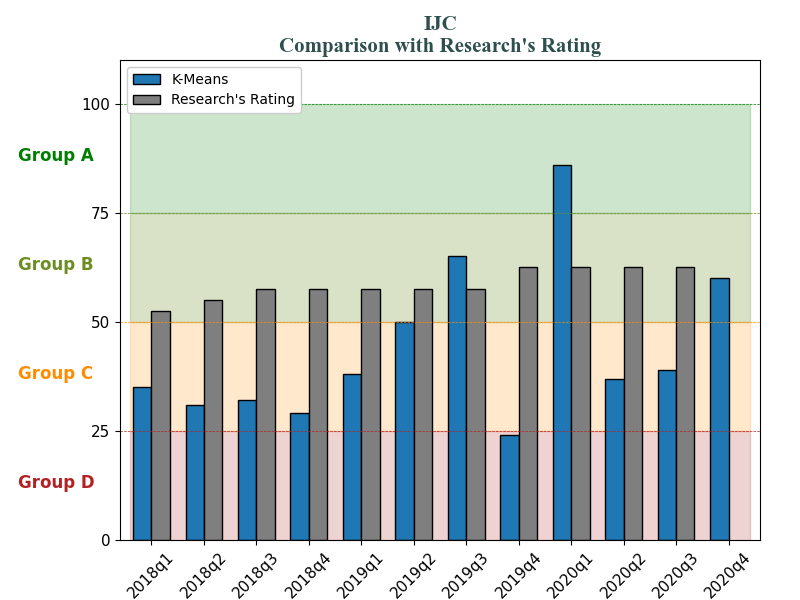 IJC
Comparison with Research's Rating
K-Means
Research's Rating
100
Group A
75
Group B
50
Group C
25
Group D
0
2018q1
2018q2
2018q3
2018q4
2019q1
2019q2
2019q3
2019q4
2020q1
2020q2
2020q3
2020q4